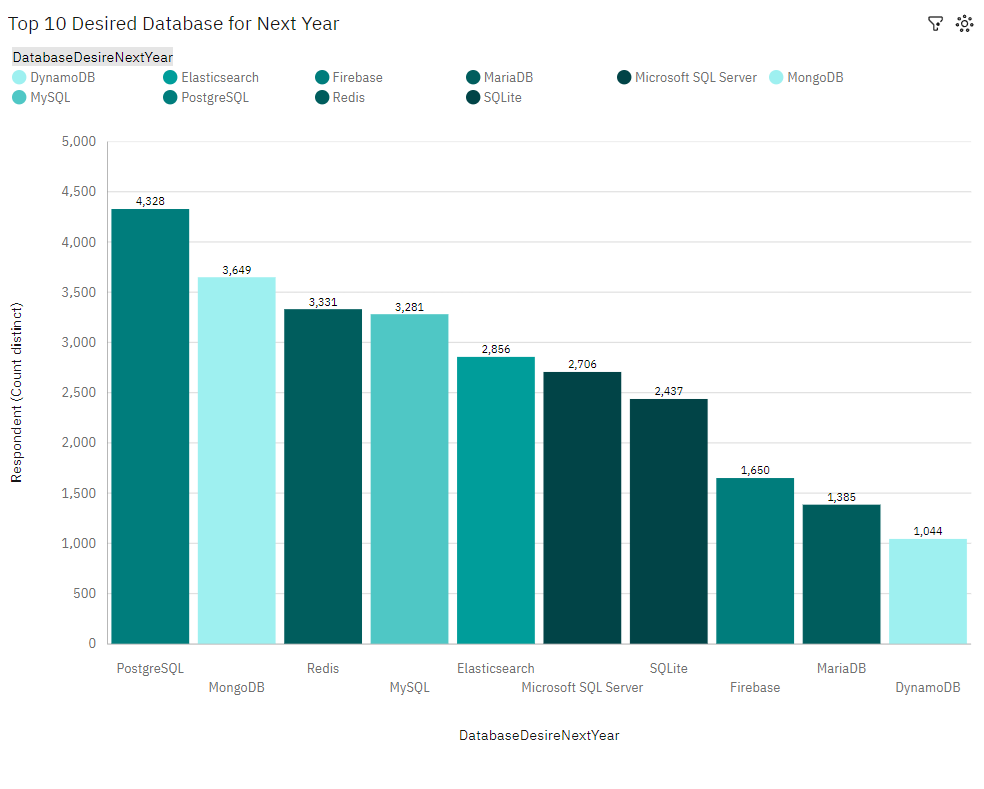 Top 10 Desired Database for Next Year
DatabaseDesireNextYear
DynamoDB Elasticsearch Firebase MariaDB Microsoft SQL Server MongoDB
MySQL PostgreSQL Redis SQLite
5,000
4,500
4,000
3,500
3,000
2,500
2,000
1,500
1,000
500
0
Respondent (Count distinct)
4,328
3,649
3,331
3,281
2,856
2,706
2,437
1,650
1,385
1,044
PostgreSQL
MongoDB
Redis
MySQL
Elasticsearch
Microsoft SQL Server
SQLite
Firebase
MariaDB
DynamoDB
DatabaseDesireNextYear